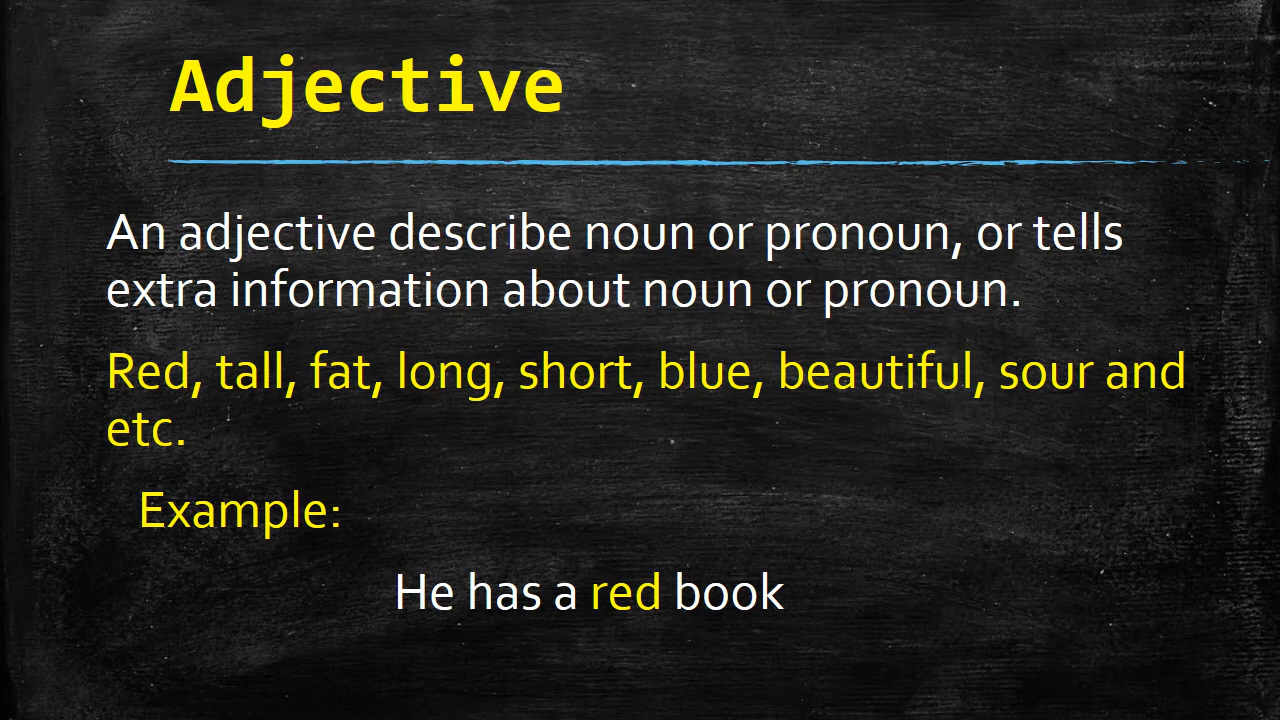 Adjective
An adjective describe noun or pronoun, or tells
extra information about noun or pronoun.
Red, tall, fat, long, short, blue, beautiful, sour and
etc.
Example:
He has a red book